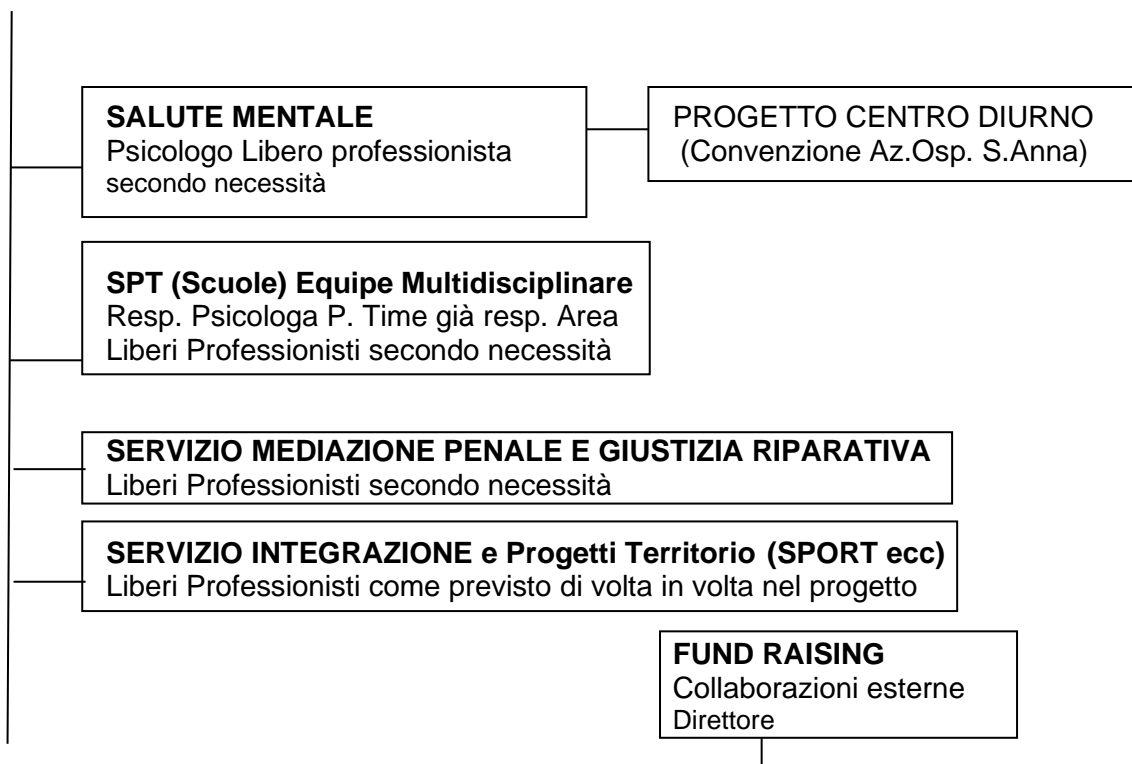 SALUTE MENTALE
Psicologo Libero professionista
secondo necessità
PROGETTO CENTRO DIURNO
(Convenzione Az.Osp. S.Anna)
SPT (Scuole) Equipe Multidisciplinare
Resp. Psicologa P. Time già resp. Area
Liberi Professionisti secondo necessità
SERVIZIO MEDIAZIONE PENALE E GIUSTIZIA RIPARATIVA
Liberi Professionisti secondo necessità
SERVIZIO INTEGRAZIONE e Progetti Territorio (SPORT ecc)
Liberi Professionisti come previsto di volta in volta nel progetto
FUND RAISING
Collaborazioni esterne
Direttore